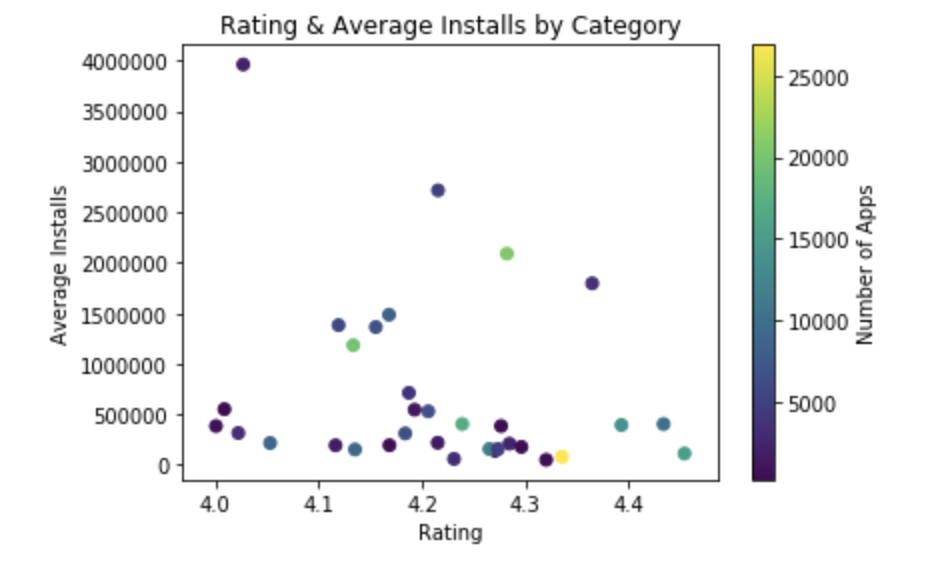 Rating & Average Installs by Category
4000000
3500000
3000000
2500000
2000000
1500000
1000000
500000
0
Average Installs
4.0 4.1 4.2 4.3 4.4
Rating
25000
20000
15000
10000
5000
Number of Apps